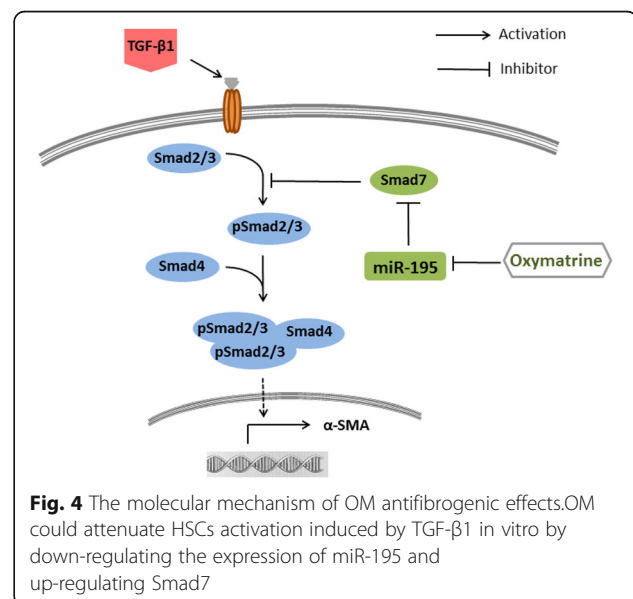 TGF-β1
Activation
Inhibitor
Smad2/3
Smad7
pSmad2/3
Smad4
miR-195
Oxymatrine
pSmad2/3
Smad4
pSmad2/3
α-SMA
Fig. 4 The molecular mechanism of OM antifibrogenic effects.OM
could attenuate HSCs activation induced by TGF-β1 in vitro by
down-regulating the expression of miR-195 and
up-regulating Smad7